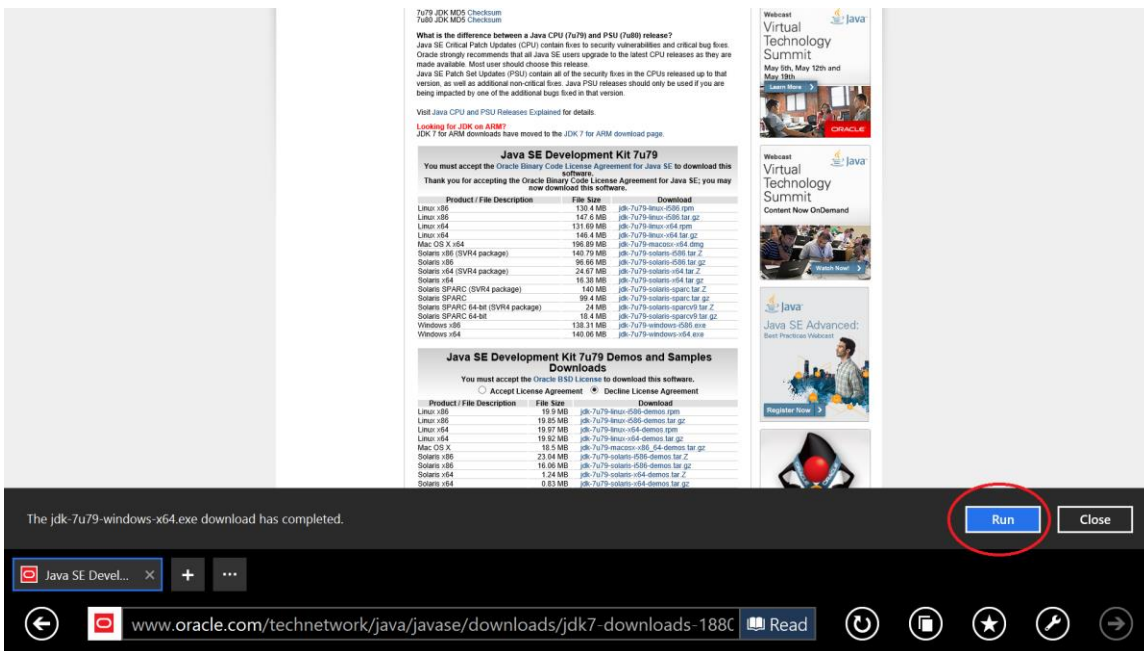 7u79 JDK MD5 Checksum
7u80 JDK MD5 Checksum
What is the difference between a Java CPU (7u79) and PSU (7u80) release?
Java SE Critical Patch Updates (CPU) contain fixes to security vulnerabilities and critical bug fixes.
Oracle strongly recommends that all Java SE users upgrade to the latest CPU releases as they are
made available. Most user should choose this release.
Java SE Patch Set Updates (PSU) contain all of the security fixes in the CPUs released up to that
version, as well as additional non-critical fixes. Java PSU releases should only be used if you are
being impacted by one of the additional bugs fixed in that version.
Visit Java CPU and PSU Releases Explained for details.
Looking for JDK on ARM?
JDK 7 for ARM downloads have moved to the JDK 7 for ARM download page.
Java SE Development Kit 7u79
You must accept the Oracle Binary Code License Agreement for Java SE to download this
software.
Thank you for accepting the Oracle Binary Code License Agreement for Java SE; you may
now download this software.
Product / File Description File Size Download
Linux x86 130.4 MB jdk-7u79-linux-i586.rpm
Linux x86 147.6 MB jdk-7u79-linux-i586.tar.gz
Linux x64 131.69 MB jdk-7u79-linux-x64.rpm
Linux x64 146.4 MB jdk-7u79-linux-x64.tar.gz
Mac OS X x64 196.89 MB jdk-7u79-macosx-x64.dmg
Solaris x86 (SVR4 package) 140.79 MB jdk-7u79-solaris-i586.tar.Z
Solaris x86 96.66 MB jdk-7u79-solaris-i586.tar.gz
Solaris x64 (SVR4 package) 24.67 MB jdk-7u79-solaris-x64.tar.Z
Solaris x64 16.38 MB jdk-7u79-solaris-x64.tar.gz
Solaris SPARC (SVR4 package) 140 MB jdk-7u79-solaris-sparc.tar.Z
Solaris SPARC 99.4 MB jdk-7u79-solaris-sparc.tar.gz
Solaris SPARC 64-bit (SVR4 package) 24 MB jdk-7u79-solaris-sparcv9.tar.Z
Solaris SPARC 64-bit 18.4 MB jdk-7u79-solaris-sparcv9.tar.gz
Windows x86 138.31 MB jdk-7u79-windows-i586.exe
Windows x64 140.06 MB jdk-7u79-windows-x64.exe
Java SE Development Kit 7u79 Demos and Samples
Downloads
You must accept the Oracle BSD License to download this software.
Accept License Agreement Decline License Agreement
Product / File Description File Size Download
Linux x86 19.9 MB jdk-7u79-linux-i586-demos.rpm
Linux x86 19.85 MB jdk-7u79-linux-i586-demos.tar.gz
Linux x64 19.97 MB jdk-7u79-linux-x64-demos.rpm
Linux x64 19.92 MB jdk-7u79-linux-x64-demos.tar.gz
Mac OS X 18.5 MB jdk-7u79-macosx-x86_64-demos.tar.gz
Solaris x86 23.04 MB jdk-7u79-solaris-i586-demos.tar.Z
Solaris x86 16.06 MB jdk-7u79-solaris-i586-demos.tar.gz
Solaris x64 1.24 MB jdk-7u79-solaris-x64-demos.tar.Z
Solaris x64 0.83 MB jdk-7u79-solaris-x64-demos.tar.gz
Webcast
Java
Virtual
Technology
Summit
May 5th, May 12th and
May 19th
Learn More
ORACLE
Webcast
Java
Virtual
Technology
Summit
Content Now OnDemand
Watch Now!
Java
Java SE Advanced:
Best Practices Webcast
Register Now
The jdk-7u79-windows-x64.exe download has completed.
Run
Close
Java SE Devel...
www.oracle.com/technetwork/java/javase/downloads/jdk7-downloads-1880
Read